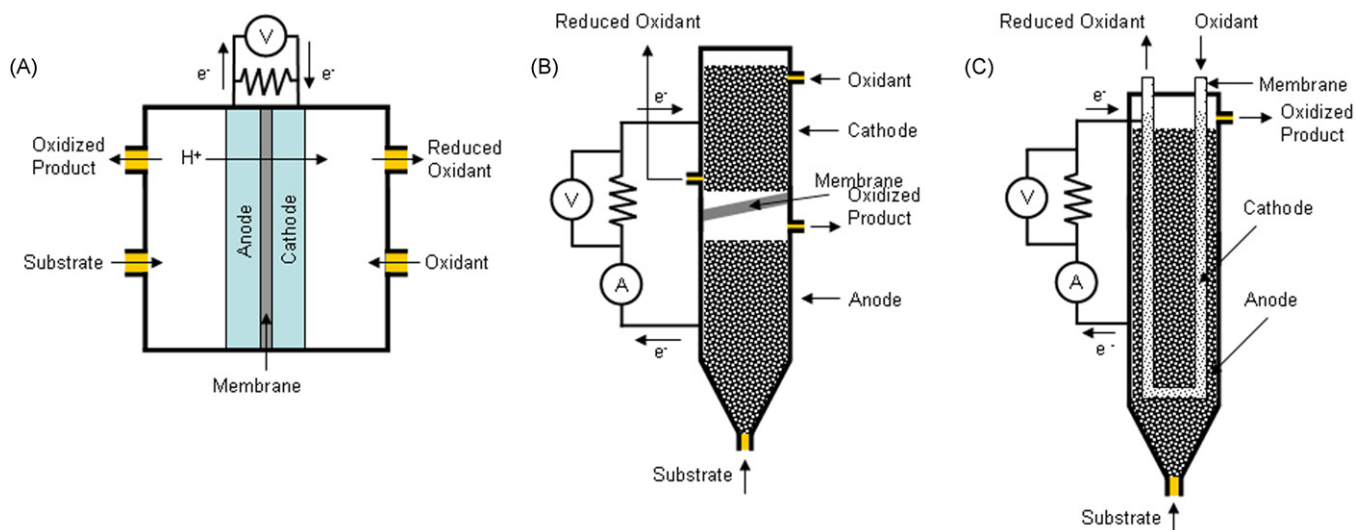 (A)
V
e-
e-
Oxidized
Product
H+
Reduced
Oxidant
Anode
Cathode
Substrate
Oxidant
Membrane
(B)
Reduced Oxidant
e-
Oxidant
Cathode
V
Membrane
Oxidized
Product
A
Anode
e-
Substrate
(C)
Reduced Oxidant
Oxidant
Membrane
e-
Oxidized
Product
V
Cathode
A
Anode
e-
Substrate